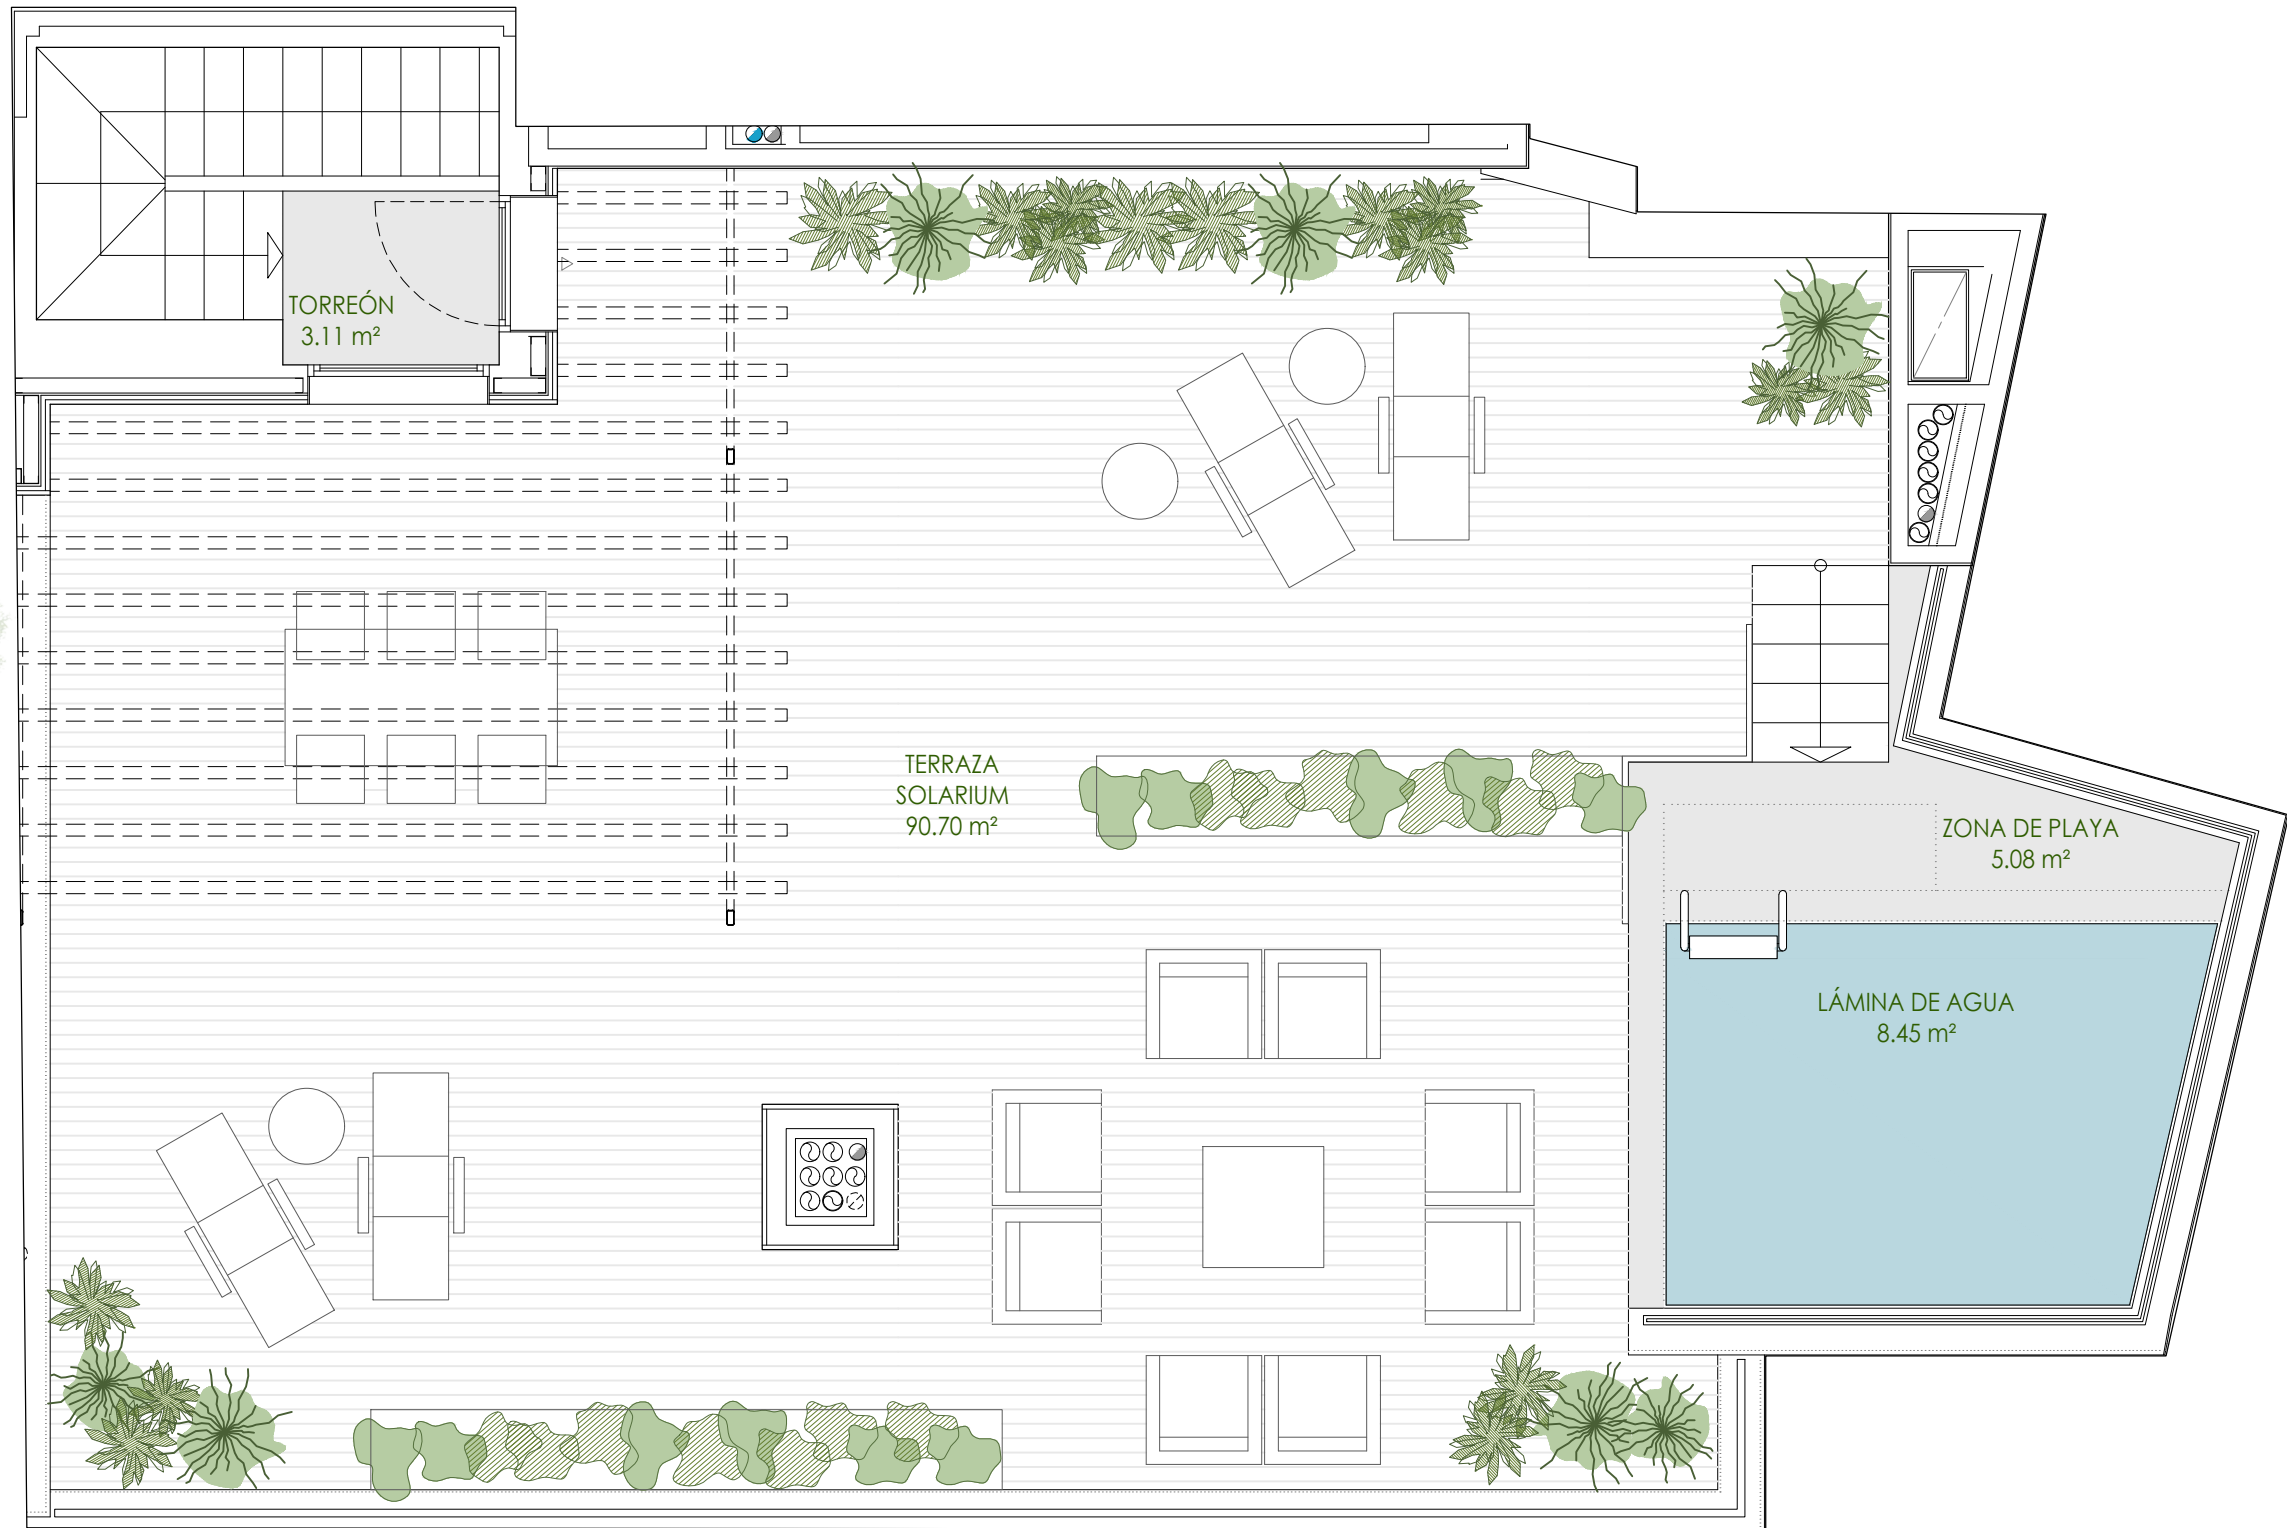 TORREÓN
3.11 m²
TERRAZA
SOLARIUM
90.70 m²
ZONA DE PLAYA
5.08 m²
LÁMINA DE AGUA
8.45 m²